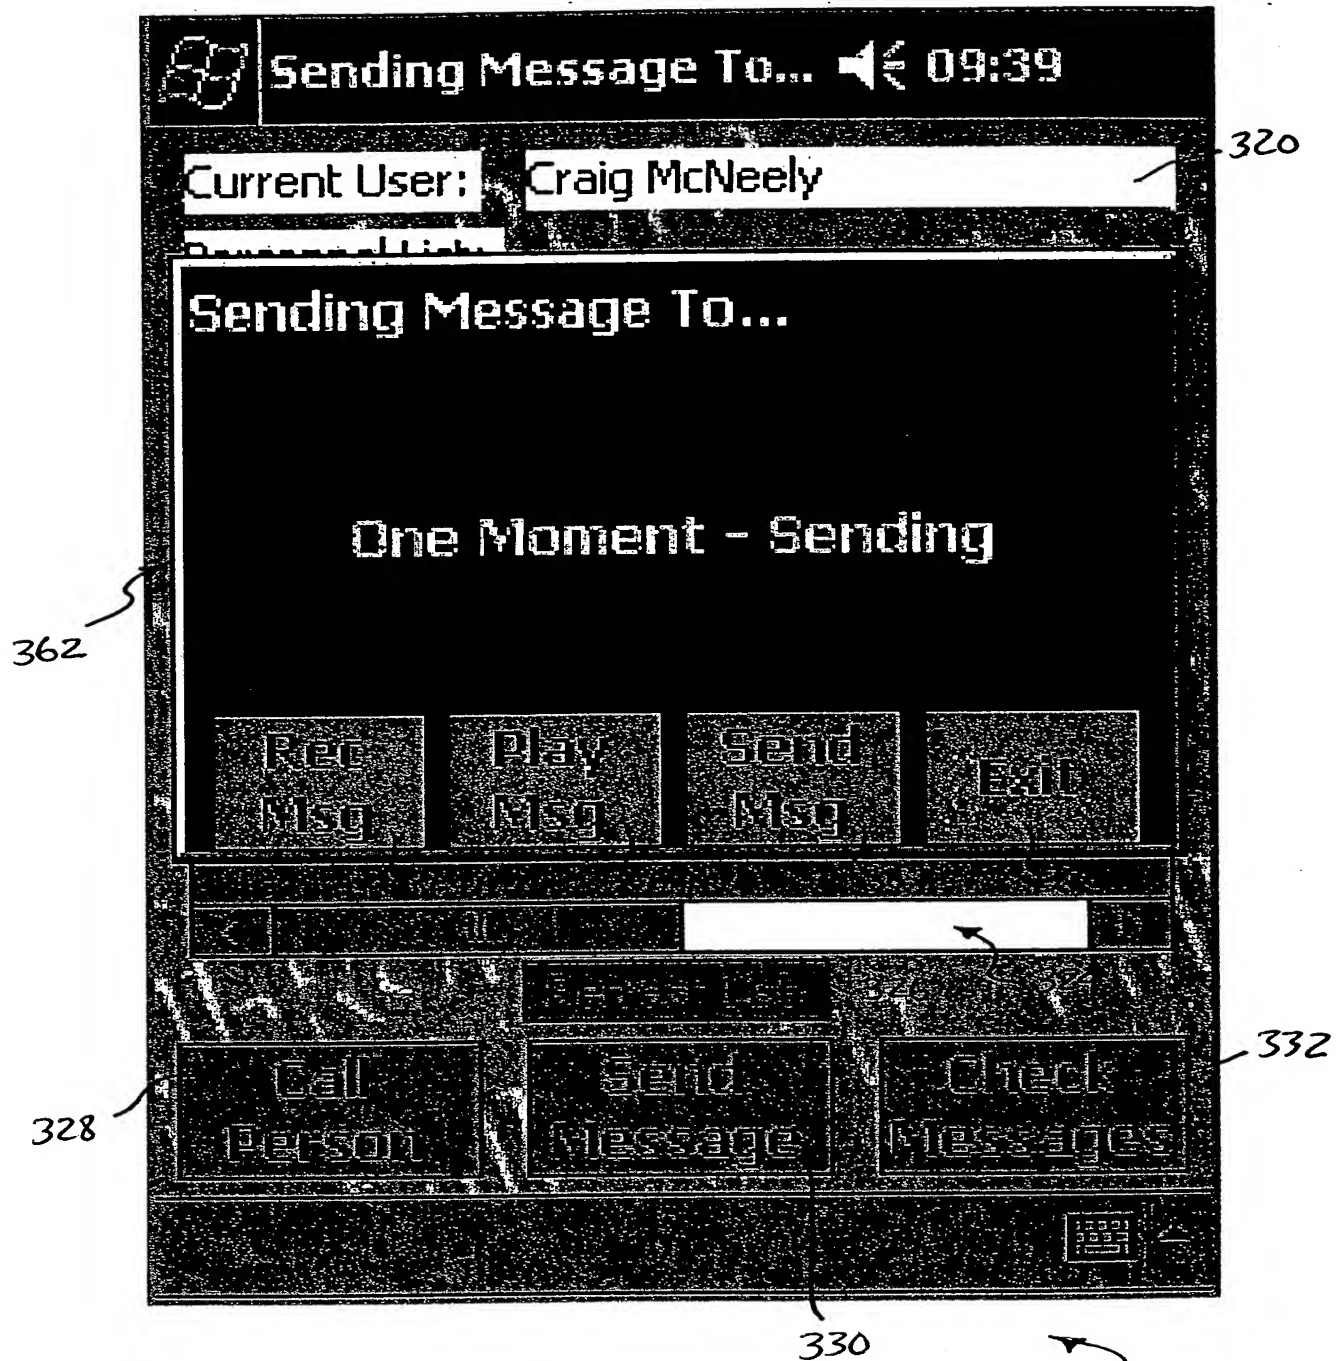 Sending Message To... 09:39
320
Current User: Craig McNeely
Sending Message To...
One Moment - Sending
362
Rec Msg
Play Msg
Send Msg
Exit
332
328
Call Person
Send Message
Check Messages
330